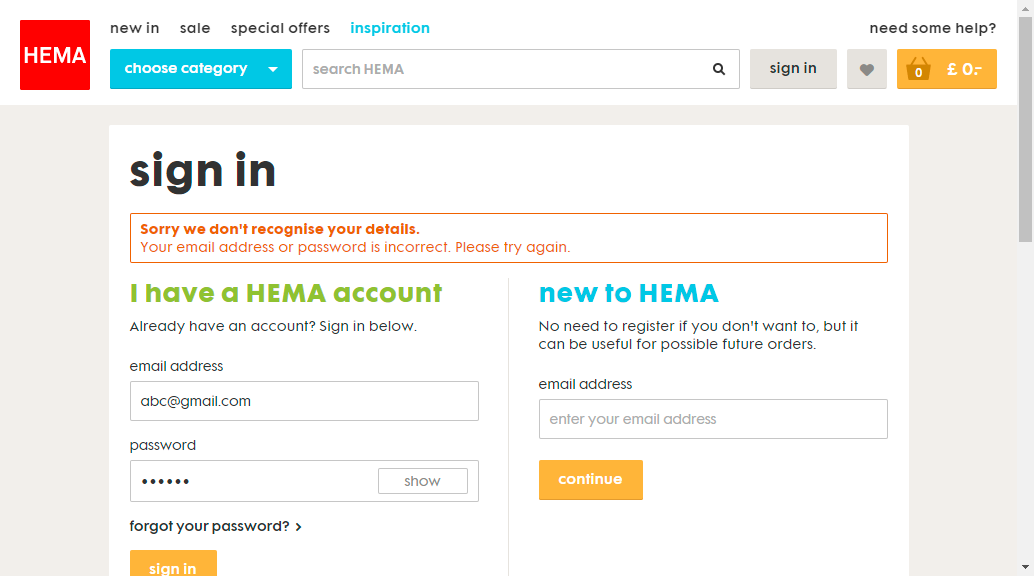 HEMA
new in sale special offers inspiration need some help?
choose category search HEMA sign in 0 £ 0.-
sign in
Sorry we don't recognise your details.
Your email address or password is incorrect. Please try again.
I have a HEMA account
Already have an account? Sign in below.
email address
abc@gmail.com
password
•••••• show
forgot your password? >
sign in
new to HEMA
No need to register if you don't want to, but it
can be useful for possible future orders.
email address
enter your email address
continue